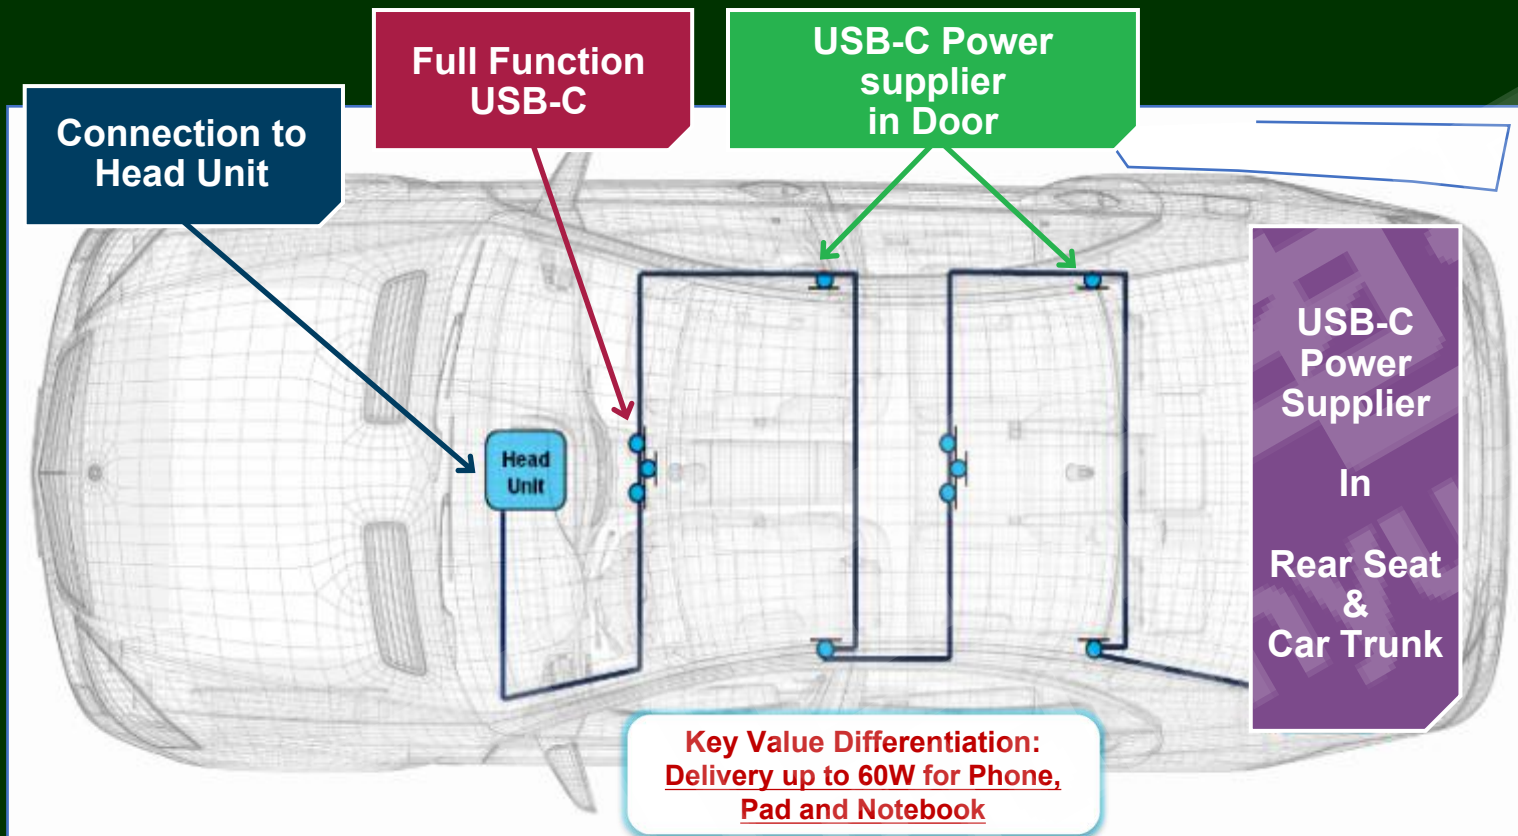 Full Function
USB-C
USB-C Power
supplier
in Door
Connection to
Head Unit
Head
Unit
USB-C
Power
Supplier
In
Rear Seat
&
Car Trunk
Key Value Differentiation:
Delivery up to 60W for Phone,
Pad and Notebook